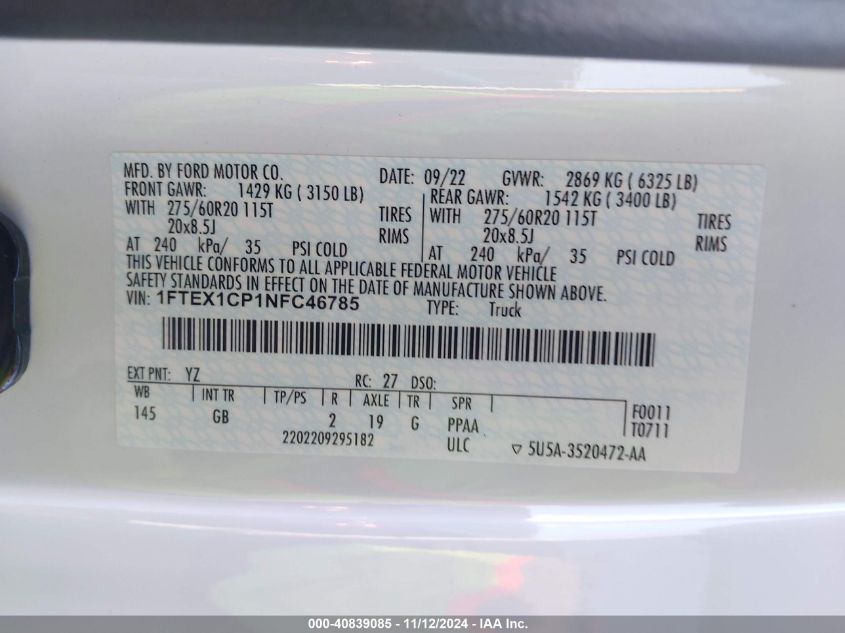 MFD. BY FORD MOTOR CO. DATE: 09/22 GVWR: 2869 KG ( 6325 LB)
FRONT GAWR: 1429 KG ( 3150 LB) REAR GAWR: 1542 KG ( 3400 LB)
WITH 275/60R20 115T TIRES WITH 275/60R20 115T TIRES
20x8.5J RIMS 20x8.5J RIMS
AT 240 kPa/ 35 PSI COLD AT 240 kPa/ 35 PSI COLD
THIS VEHICLE CONFORMS TO ALL APPLICABLE FEDERAL MOTOR VEHICLE
SAFETY STANDARDS IN EFFECT ON THE DATE OF MANUFACTURE SHOWN ABOVE.
VIN: 1FTEX1CP1NFC46785 TYPE: Truck
EXT PNT: YZ RC: 27 DSO:
WB INT TR TP/PS R AXLE TR SPR F0011
145 GB 2 19 G PPAA T0711
2202209295182 ULC 5U5A-3520472-AA
000-40839085 - 11/12/2024 - IAA Inc.